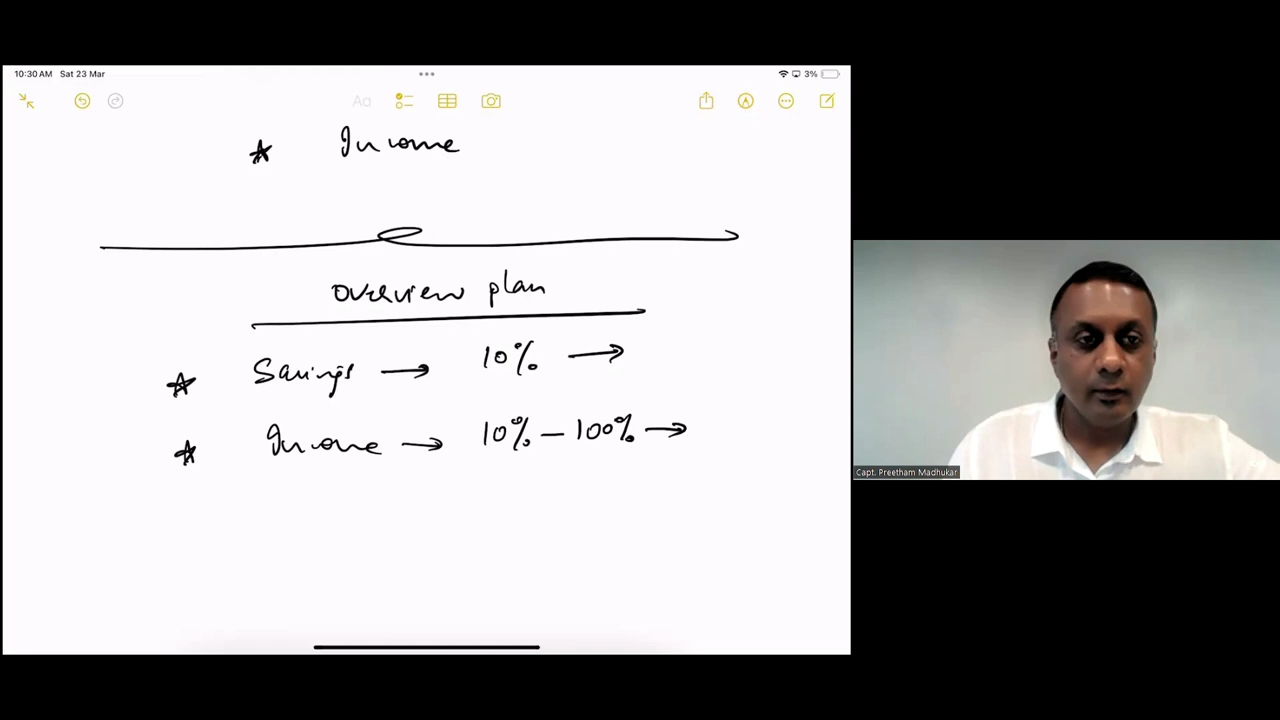 10:30 AM Sat 23 Mar
3%
Aa
★ Income
overview plan
★ Savings → 10% →
★ Income → 10% – 100% →
Capt. Preetham Madhukar